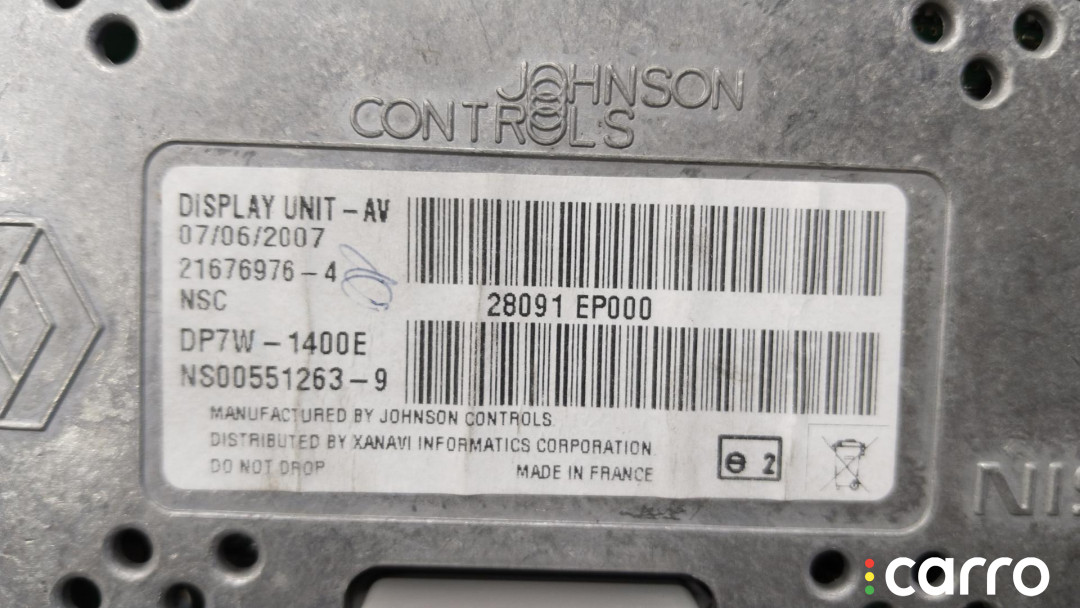 JOHNSON
CONTROLS
DISPLAY UNIT-AV
07/06/2007
21676976-4
NSC
28091 EP000
DP7W-1400E
NS00551263-9
MANUFACTURED BY JOHNSON CONTROLS.
DISTRIBUTED BY XANAVI INFORMATICS CORPORATION.
DO NOT DROP
MADE IN FRANCE
2
NIS
carro